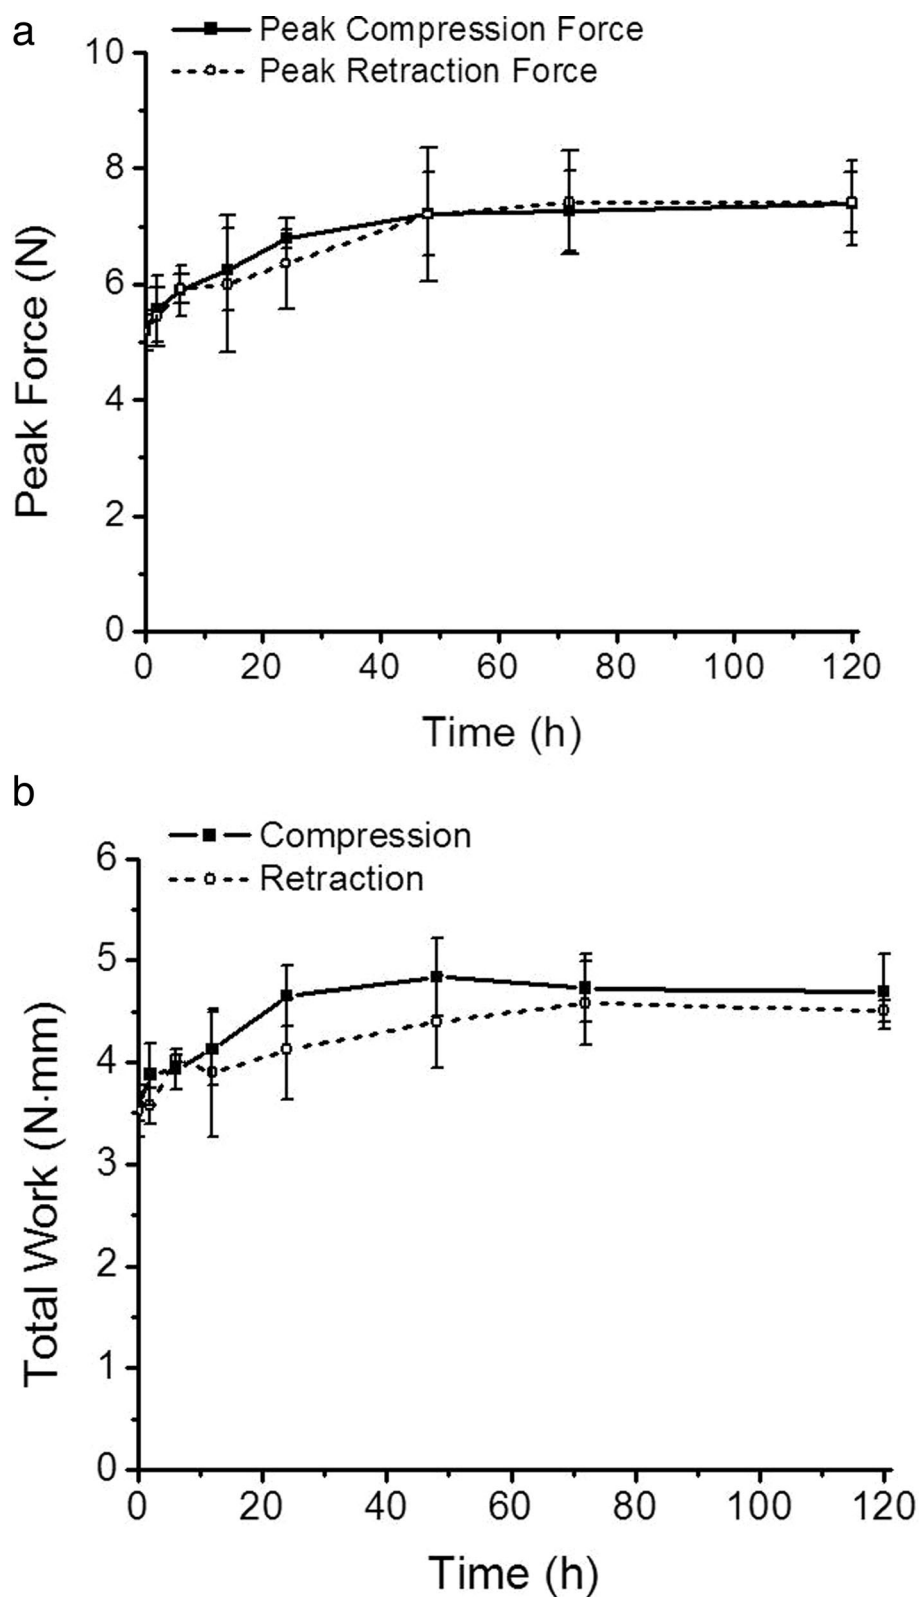 a
Peak Compression Force
Peak Retraction Force
10
8
6
4
2
0
Peak Force (N)
0 20 40 60 80 100 120
Time (h)
b
Compression
Retraction
6
5
4
3
2
1
0
Total Work (N·mm)
0 20 40 60 80 100 120
Time (h)